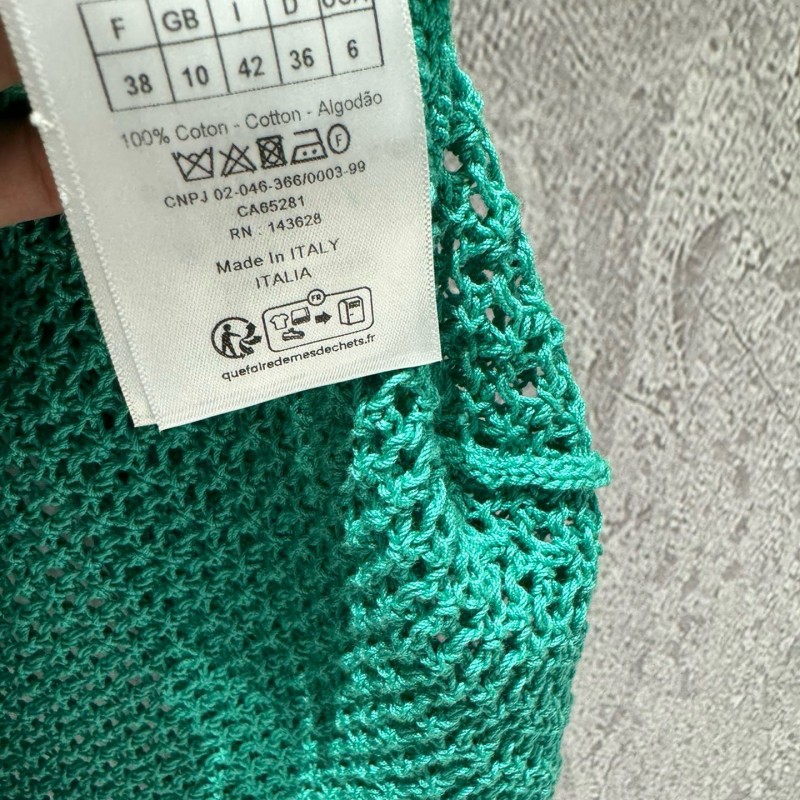 F GB I D USA
38 10 42 36 6
100% Coton - Cotton - Algodão
F
CNPJ 02-046-366/0003-99
CA65281
RN : 143628
Made In ITALY
ITALIA
FR
quefairedemesdechets.fr